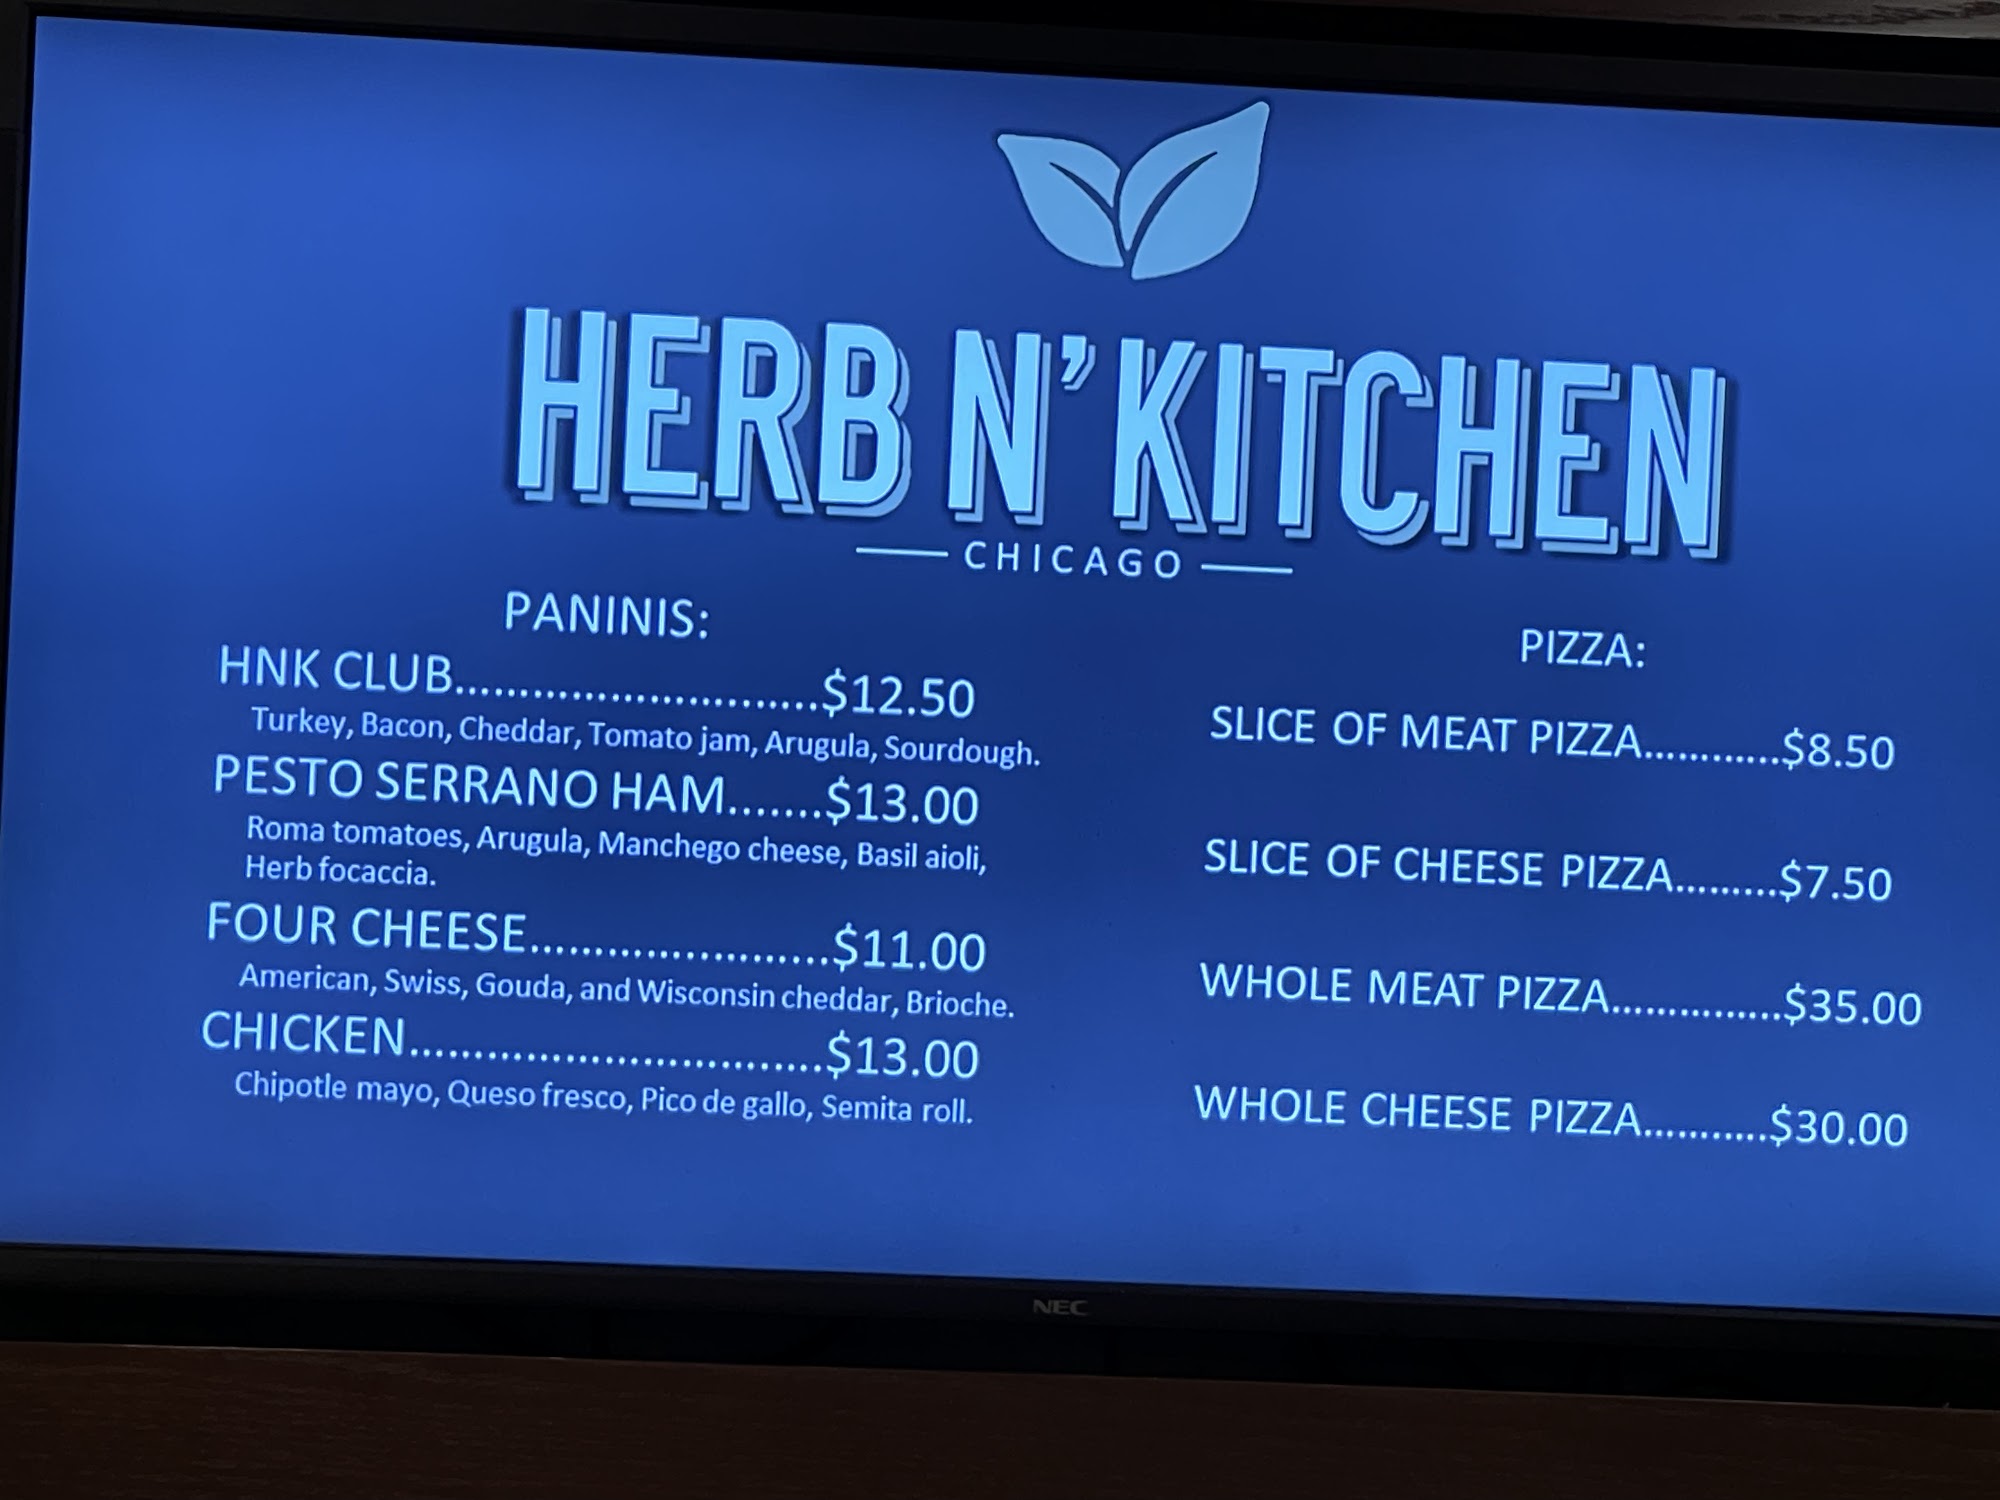 HERB N' KITCHEN
CHICAGO
PANINIS:
HNK CLUB............................$12.50
Turkey, Bacon, Cheddar, Tomato jam, Arugula, Sourdough.
PESTO SERRANO HAM.......$13.00
Roma tomatoes, Arugula, Manchego cheese, Basil aioli,
Herb focaccia.
FOUR CHEESE.......................$11.00
American, Swiss, Gouda, and Wisconsin cheddar, Brioche.
CHICKEN................................$13.00
Chipotle mayo, Queso fresco, Pico de gallo, Semita roll.
PIZZA:
SLICE OF MEAT PIZZA............$8.50
SLICE OF CHEESE PIZZA.........$7.50
WHOLE MEAT PIZZA...............$35.00
WHOLE CHEESE PIZZA...........$30.00
NEC